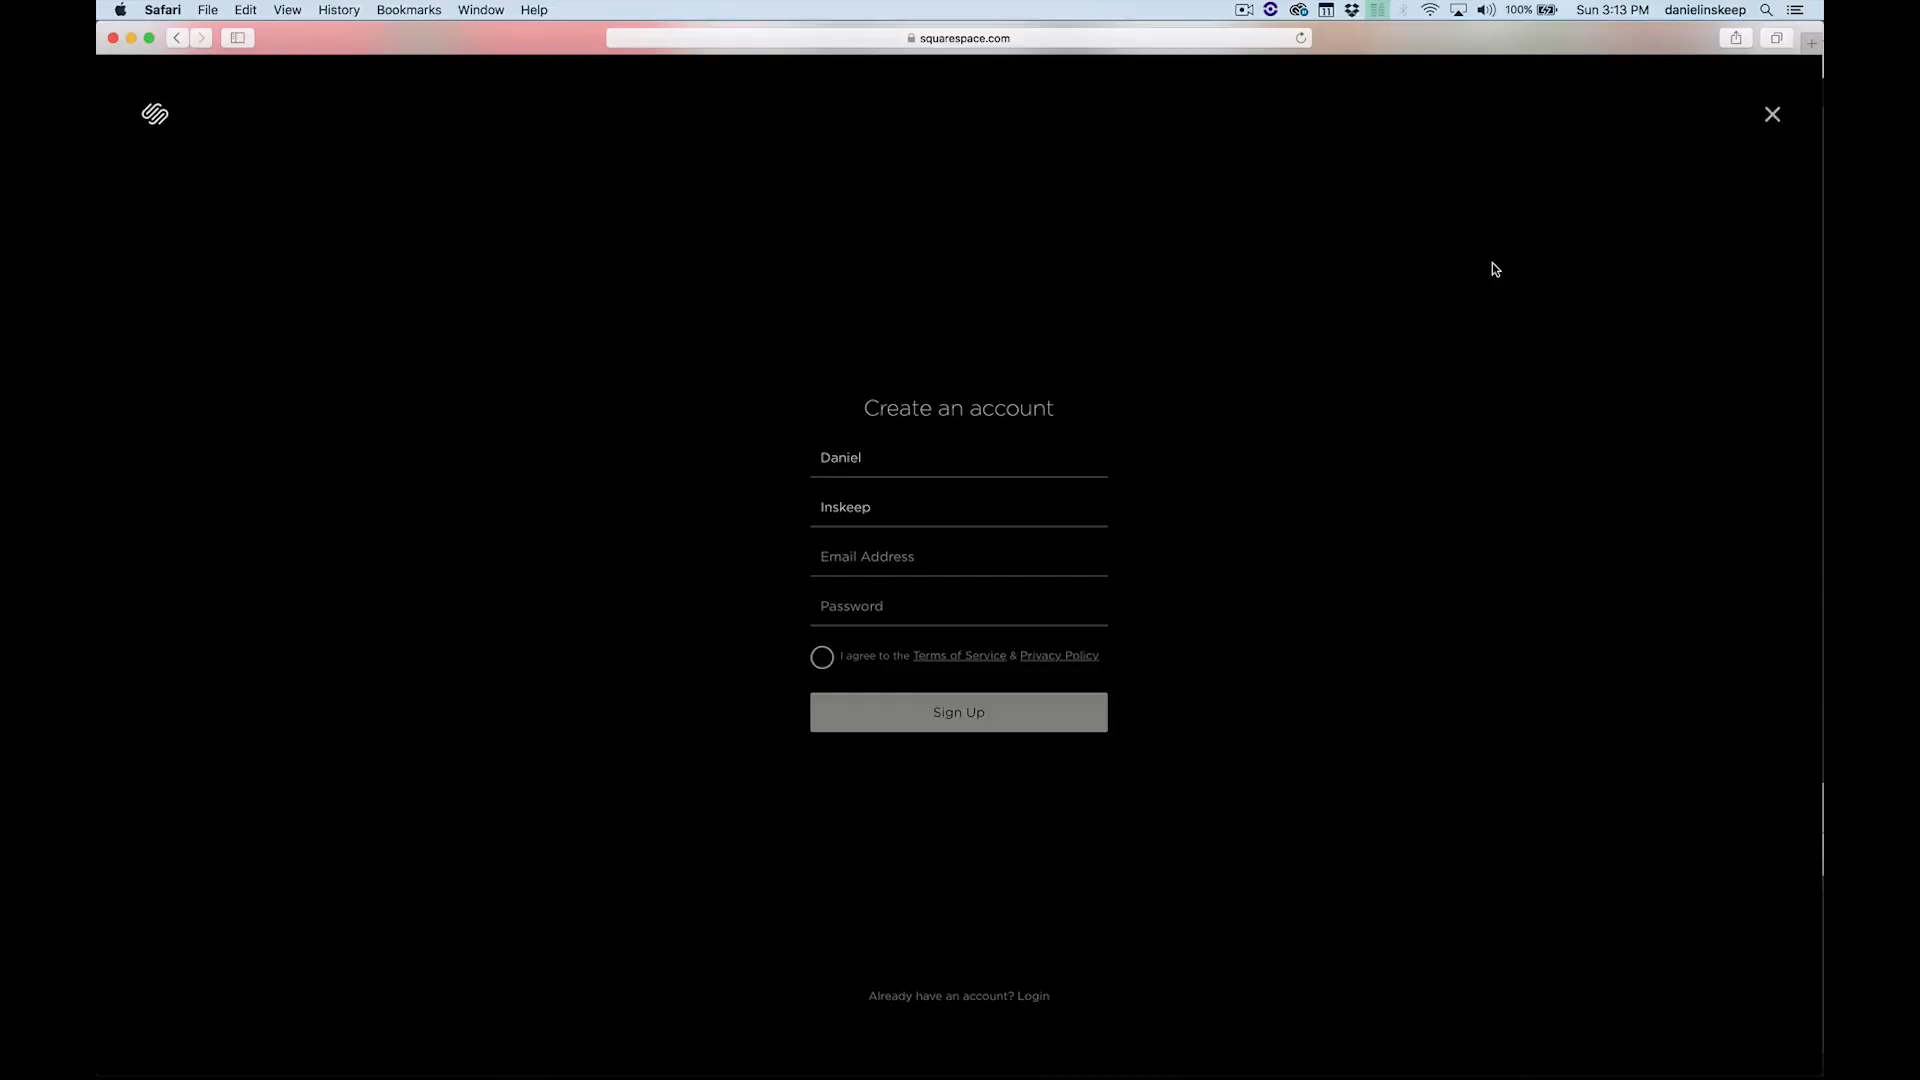 Safari File Edit View History Bookmarks Window Help 11 100% Sun 3:13 PM danielinskeep
squarespace.com
Create an account
Daniel
Inskeep
Email Address
Password
I agree to the Terms of Service & Privacy Policy
Sign Up
Already have an account? Login